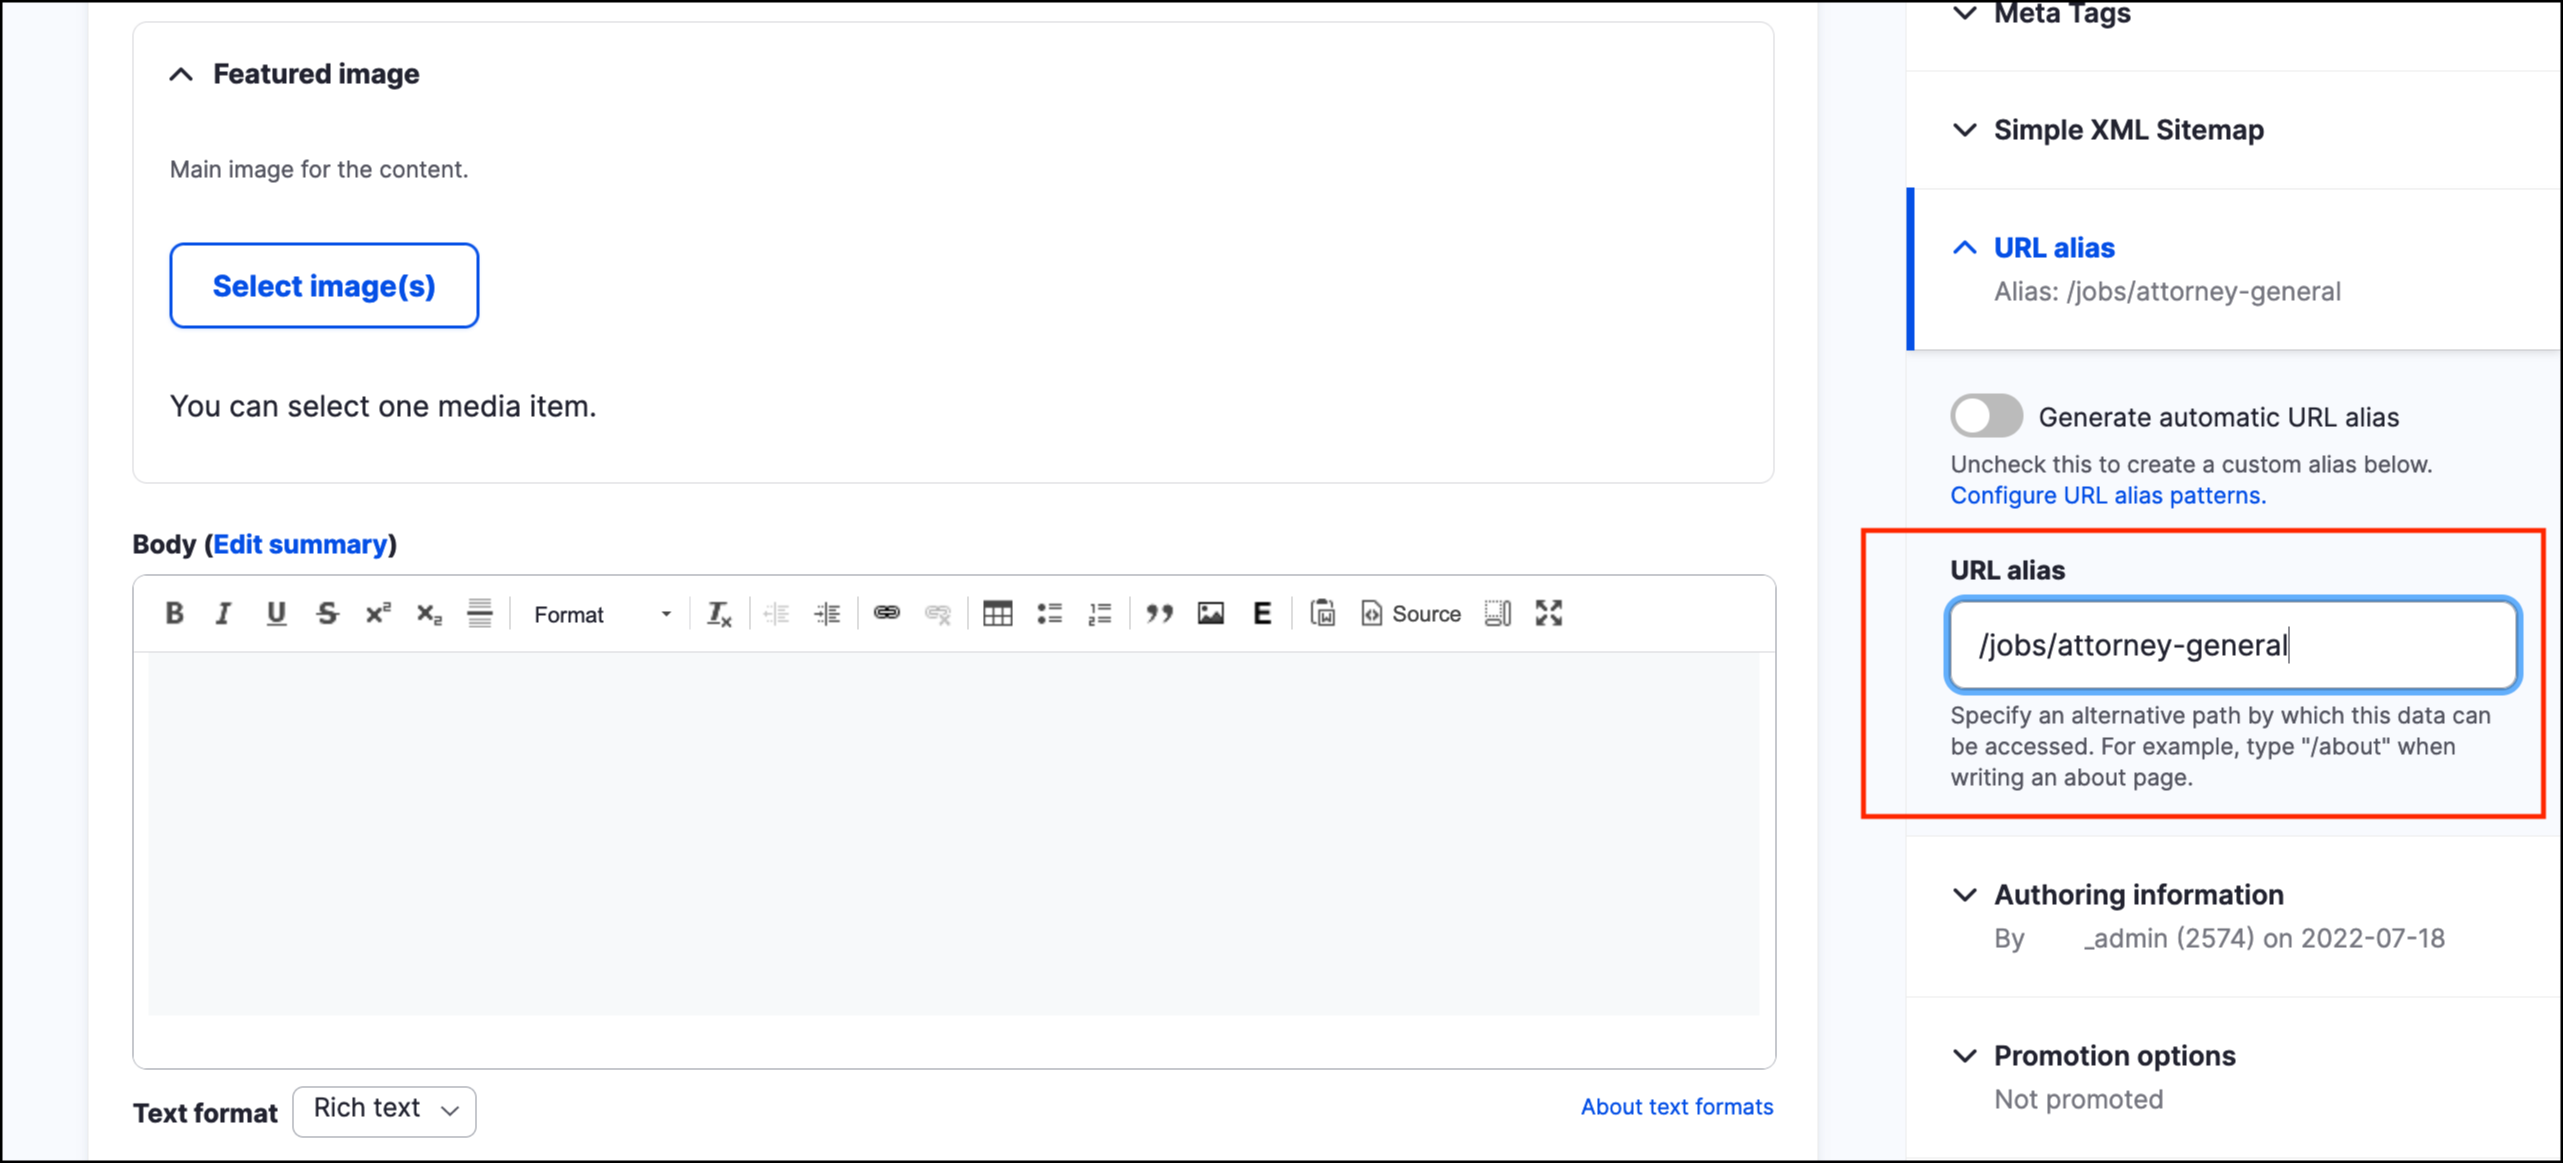 Featured image
Main image for the content.
Select image(s)
You can select one media item.
Body (Edit summary)
B I U S x² x₂ Format Tx E Source
Text format Rich text
About text formats
Meta Tags
Simple XML Sitemap
URL alias
Alias: /jobs/attorney-general
Generate automatic URL alias
Uncheck this to create a custom alias below.
Configure URL alias patterns.
URL alias
/jobs/attorney-general
Specify an alternative path by which this data can
be accessed. For example, type "/about" when
writing an about page.
Authoring information
By _admin (2574) on 2022-07-18
Promotion options
Not promoted